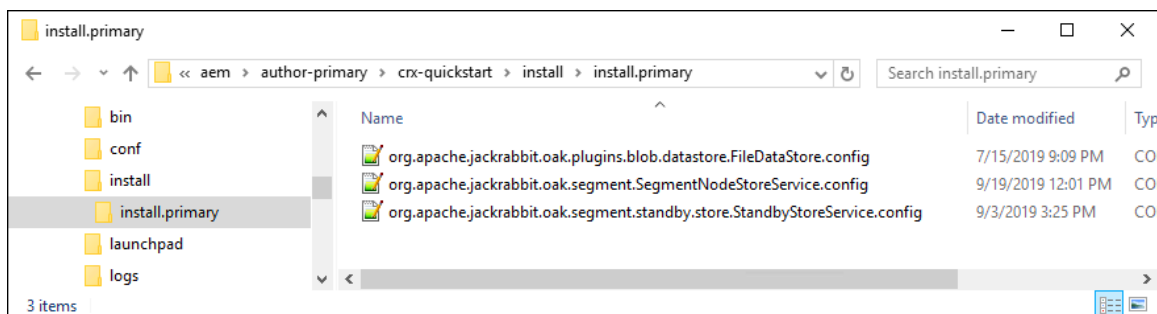 install.primary
« aem › author-primary › crx-quickstart › install › install.primary
Search install.primary
bin
conf
install
install.primary
launchpad
logs
Name Date modified Typ
org.apache.jackrabbit.oak.plugins.blob.datastore.FileDataStore.config 7/15/2019 9:09 PM CO
org.apache.jackrabbit.oak.segment.SegmentNodeStoreService.config 9/19/2019 12:01 PM CO
org.apache.jackrabbit.oak.segment.standby.store.StandbyStoreService.config 9/3/2019 3:25 PM CO
3 items